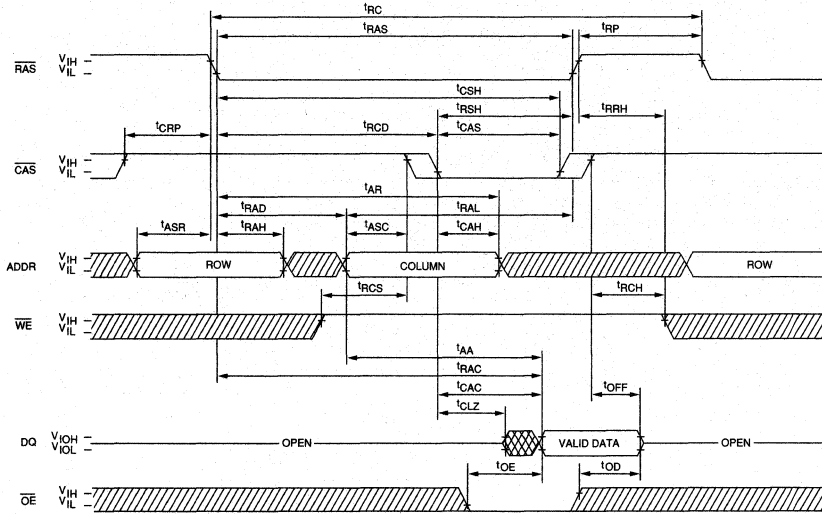 tRC
tRAS
tRP
RAS
VIH
VIL
tCSH
tRSH
tRRH
tCRP
tRCD
tCAS
CAS
VIH
VIL
tAR
tRAD
tRAL
tASR
tRAH
tASC
tCAH
ADDR
VIH
VIL
ROW
COLUMN
ROW
tRCS
tRCH
WE
VIH
VIL
tAA
tRAC
tCAC
tOFF
tCLZ
DQ
VIOH
VIOL
OPEN
VALID DATA
OPEN
tOE
tOD
OE
VIH
VIL